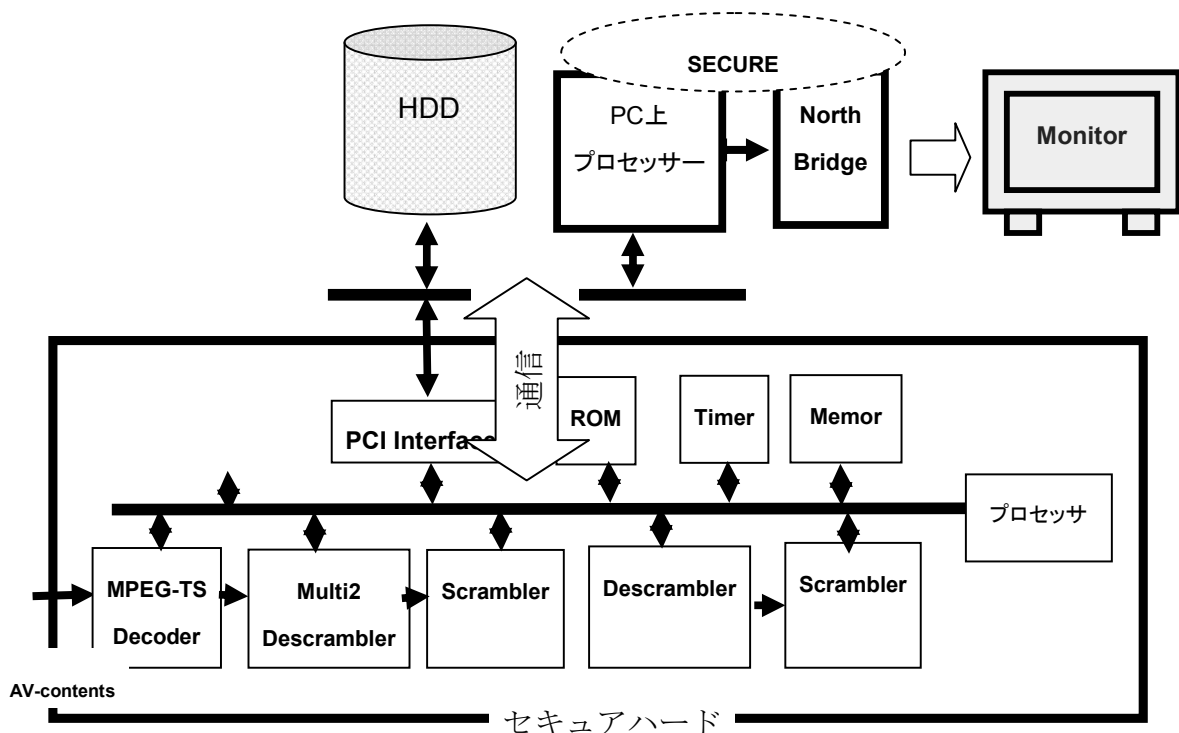 HDD
SECURE
PC上
プロセッサー
North
Bridge
Monitor
通信
PCI Interface
ROM
Timer
Memor
プロセッサ
MPEG-TS
Decoder
Multi2
Descrambler
Scrambler
Descrambler
Scrambler
AV-contents
セキュアハード